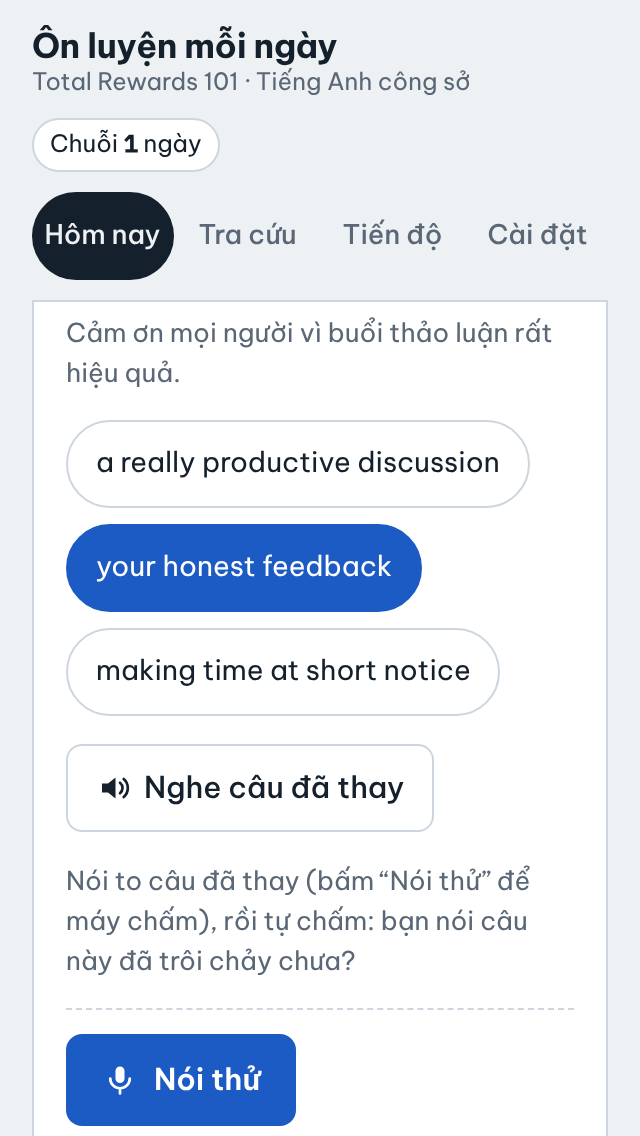 Ôn luyện mỗi ngày
Total Rewards 101 · Tiếng Anh công sở
Chuỗi 1 ngày
Hôm nay
Tra cứu
Tiến độ
Cài đặt
Cảm ơn mọi người vì buổi thảo luận rất
hiệu quả.
a really productive discussion
your honest feedback
making time at short notice
Nghe câu đã thay
Nói to câu đã thay (bấm “Nói thử” để
máy chấm), rồi tự chấm: bạn nói câu
này đã trôi chảy chưa?
Nói thử